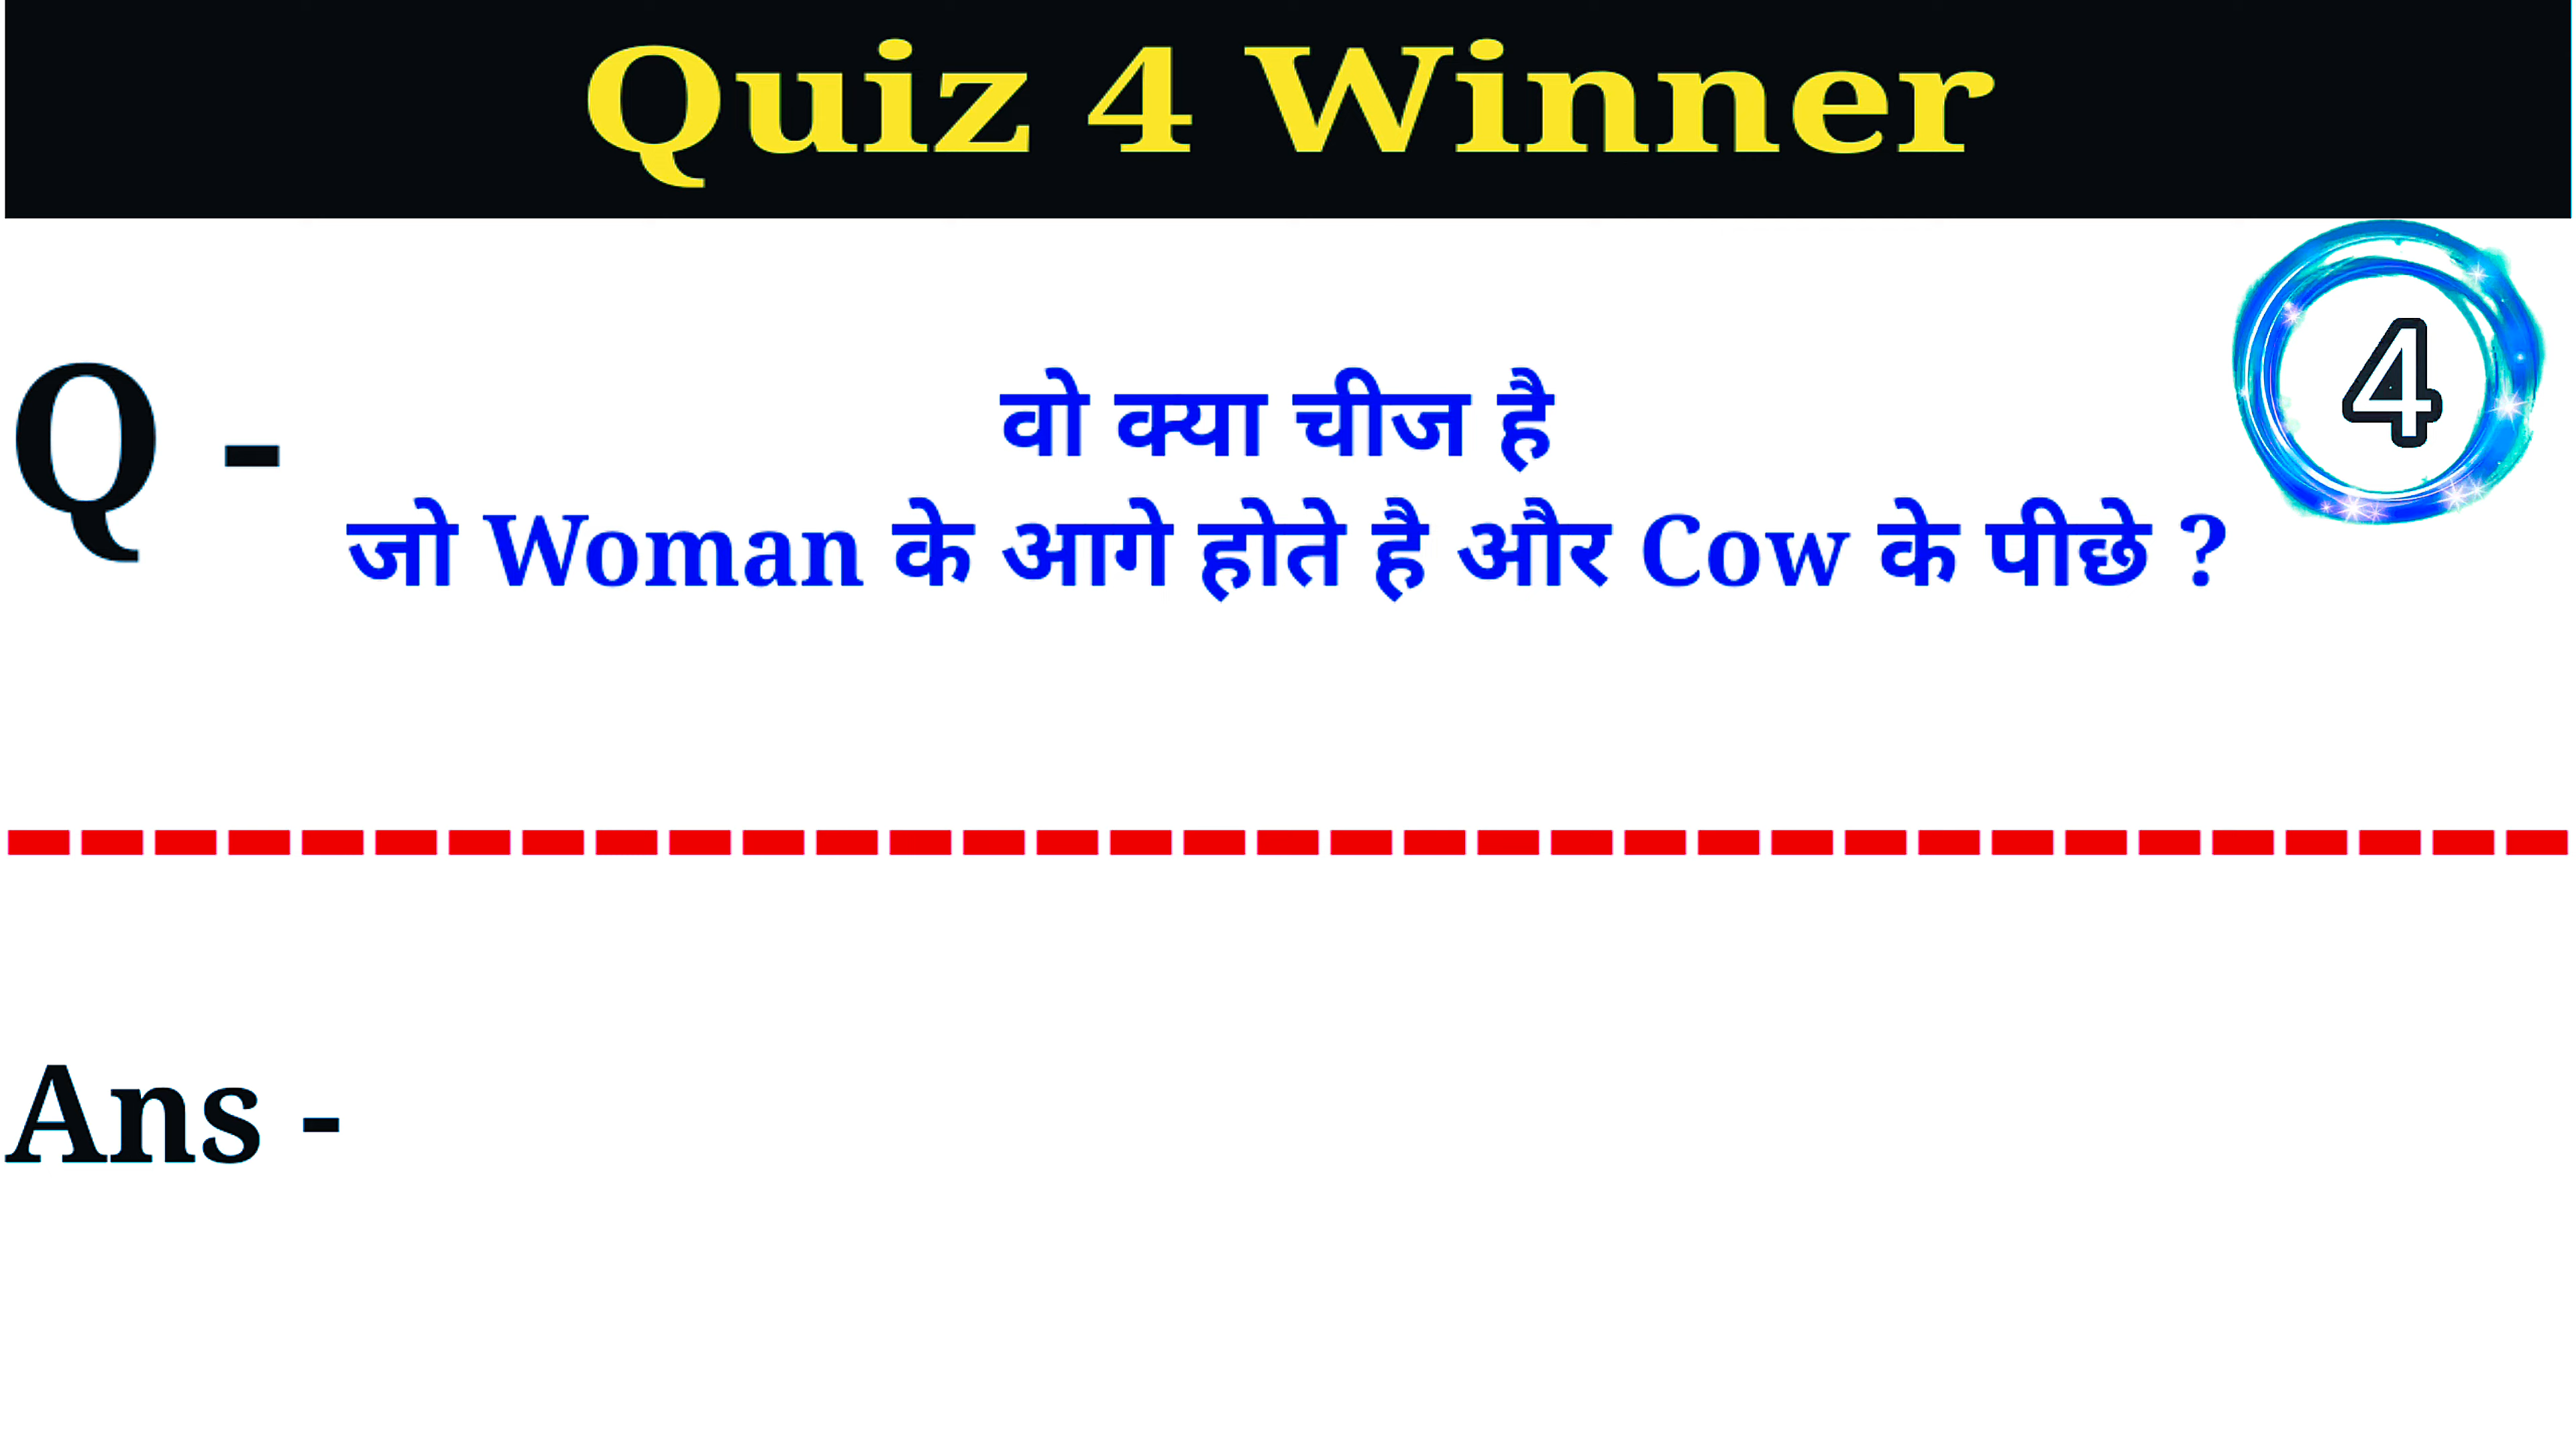 Quiz 4 Winner
4
Q -
वो क्या चीज है
जो Woman के आगे होते है और Cow के पीछे ?
Ans -